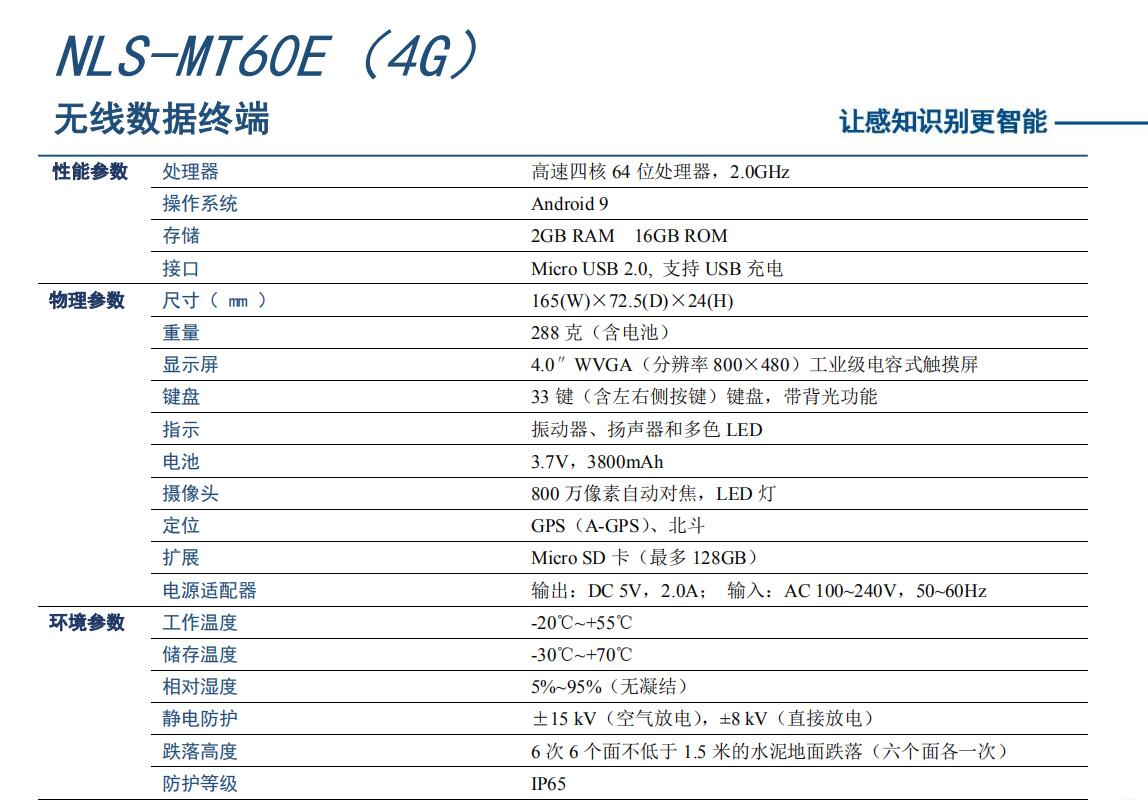 NLS-MT60E（4G）
无线数据终端
让感知识别更智能
性能参数 处理器 高速四核 64 位处理器，2.0GHz
操作系统 Android 9
存储 2GB RAM 16GB ROM
接口 Micro USB 2.0, 支持 USB 充电
物理参数 尺寸（ mm ） 165(W)×72.5(D)×24(H)
重量 288 克（含电池）
显示屏 4.0″ WVGA（分辨率 800×480）工业级电容式触摸屏
键盘 33 键（含左右侧按键）键盘，带背光功能
指示 振动器、扬声器和多色 LED
电池 3.7V，3800mAh
摄像头 800 万像素自动对焦，LED 灯
定位 GPS（A-GPS）、北斗
扩展 Micro SD 卡（最多 128GB）
电源适配器 输出：DC 5V，2.0A； 输入：AC 100~240V，50~60Hz
环境参数 工作温度 -20℃~+55℃
储存温度 -30℃~+70℃
相对湿度 5%~95%（无凝结）
静电防护 ±15 kV（空气放电），±8 kV（直接放电）
跌落高度 6 次 6 个面不低于 1.5 米的水泥地面跌落（六个面各一次）
防护等级 IP65